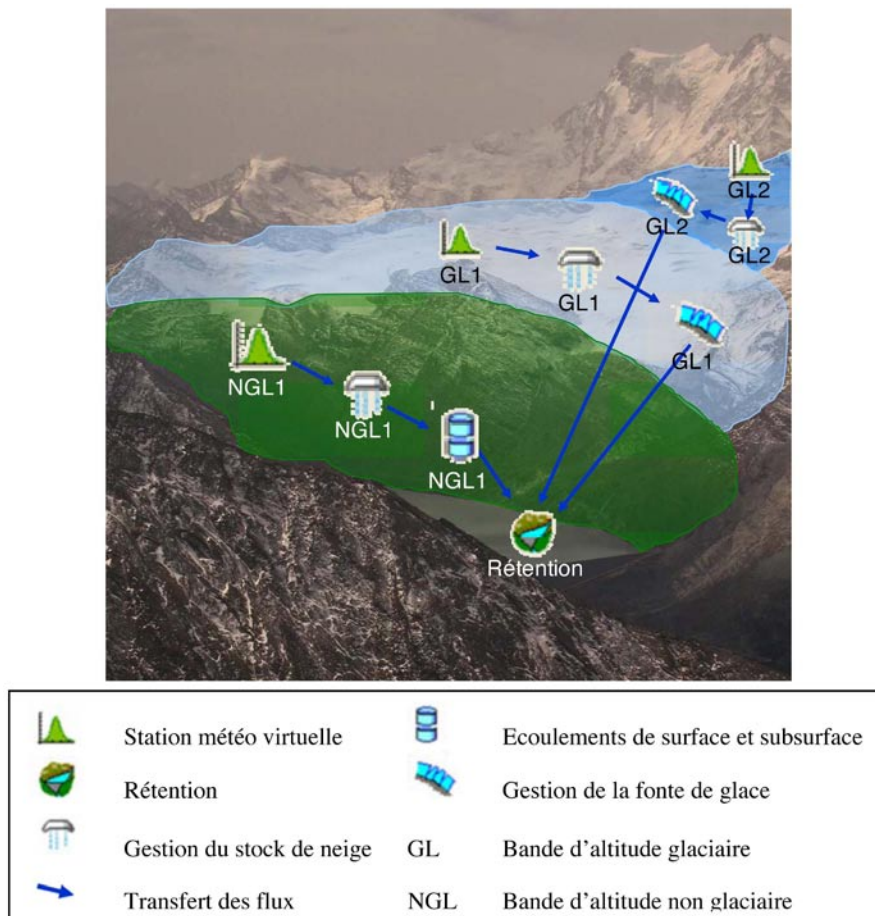 GL2
GL2
GL2
GL1
GL1
GL1
NGL1
NGL1
NGL1
Rétention
Station météo virtuelle
Ecoulements de surface et subsurface
Rétention
Gestion de la fonte de glace
Gestion du stock de neige
GL
Bande d'altitude glaciaire
Transfert des flux
NGL
Bande d'altitude non glaciaire